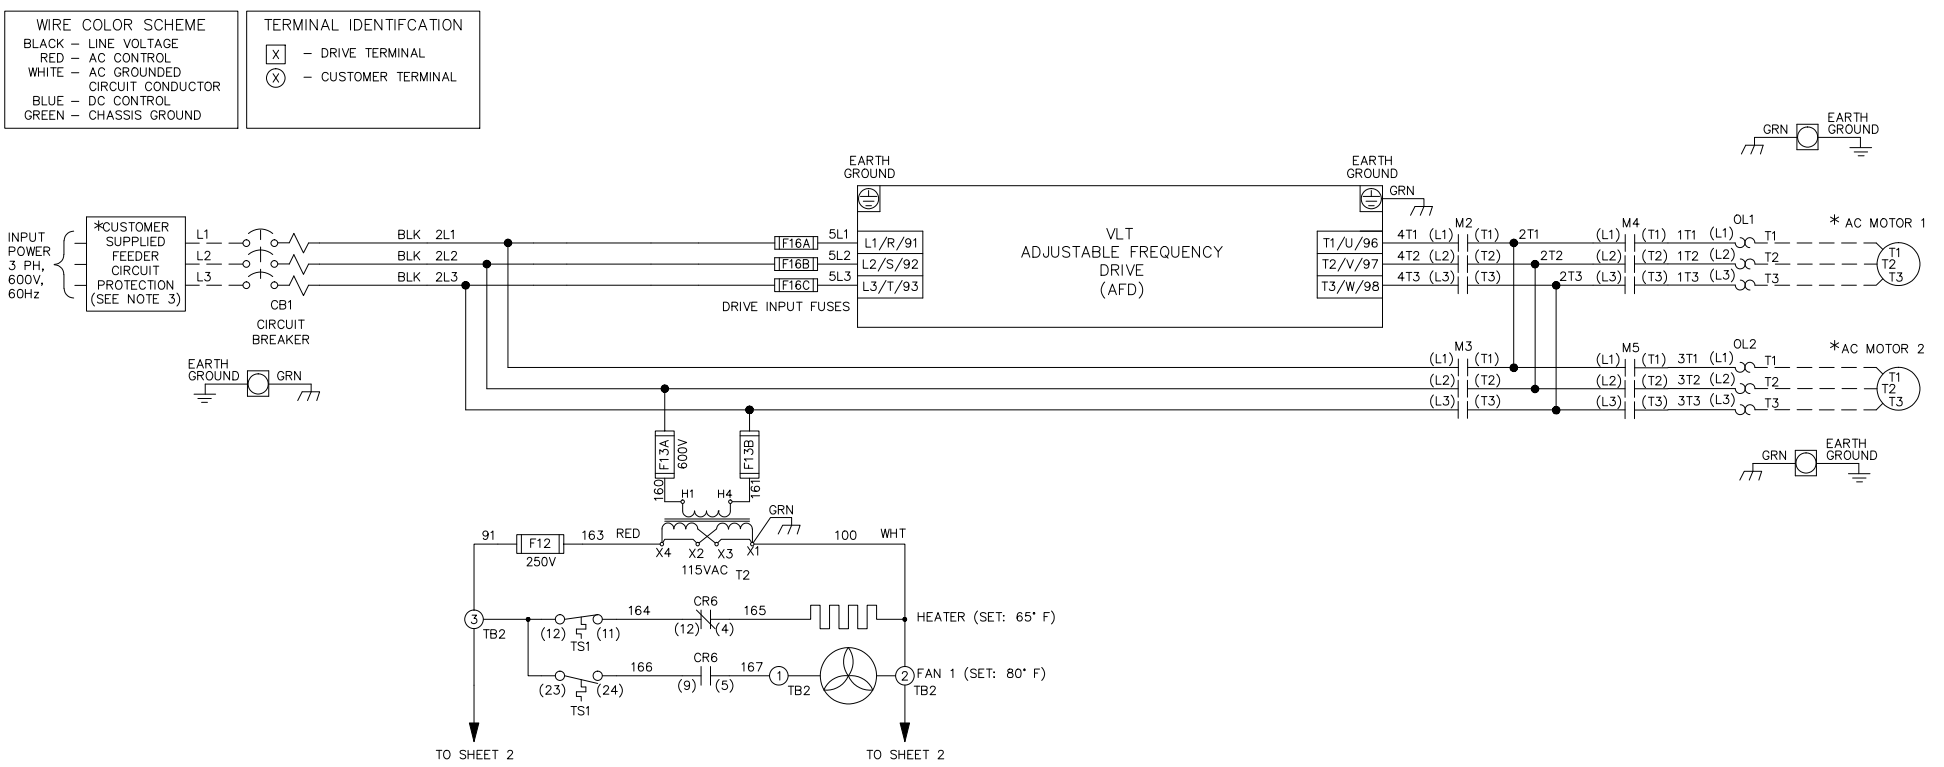 WIRE COLOR SCHEME
BLACK – LINE VOLTAGE
RED – AC CONTROL
WHITE – AC GROUNDED
CIRCUIT CONDUCTOR
BLUE – DC CONTROL
GREEN – CHASSIS GROUND
TERMINAL IDENTIFCATION
X – DRIVE TERMINAL
X – CUSTOMER TERMINAL
GRN
EARTH
GROUND
EARTH
GROUND
EARTH
GROUND
GRN
INPUT
POWER
3 PH,
600V,
60Hz
*CUSTOMER
SUPPLIED
FEEDER
CIRCUIT
PROTECTION
(SEE NOTE 3)
L1
L2
L3
CB1
CIRCUIT
BREAKER
BLK 2L1
BLK 2L2
BLK 2L3
F16A 5L1
F16B 5L2
F16C 5L3
DRIVE INPUT FUSES
L1/R/91
L2/S/92
L3/T/93
VLT
ADJUSTABLE FREQUENCY
DRIVE
(AFD)
T1/U/96
T2/V/97
T3/W/98
M2
M4
OL1
* AC MOTOR 1
4T1 (L1) (T1) 2T1 (L1) (T1) 1T1 (L1) T1
4T2 (L2) (T2) 2T2 (L2) (T2) 1T2 (L2) T2
4T3 (L3) (T3) 2T3 (L3) (T3) 1T3 (L3) T3
T1
T2
T3
M3
M5
OL2
*AC MOTOR 2
(L1) (T1) (L1) (T1) 3T1 (L1) T1
(L2) (T2) (L2) (T2) 3T2 (L2) T2
(L3) (T3) (L3) (T3) 3T3 (L3) T3
T1
T2
T3
EARTH
GROUND
GRN
GRN
EARTH
GROUND
F13A
600V
F13B
160
161
H1 H4
GRN
91
F12
250V
163 RED
X4 X2 X3 X1
115VAC T2
100 WHT
3
TB2
(12) (11)
TS1
164
CR6
(12) (4)
165
HEATER (SET: 65° F)
(23) (24)
TS1
166
CR6
(9) (5)
167
1
TB2
2
TB2
FAN 1 (SET: 80° F)
TO SHEET 2
TO SHEET 2